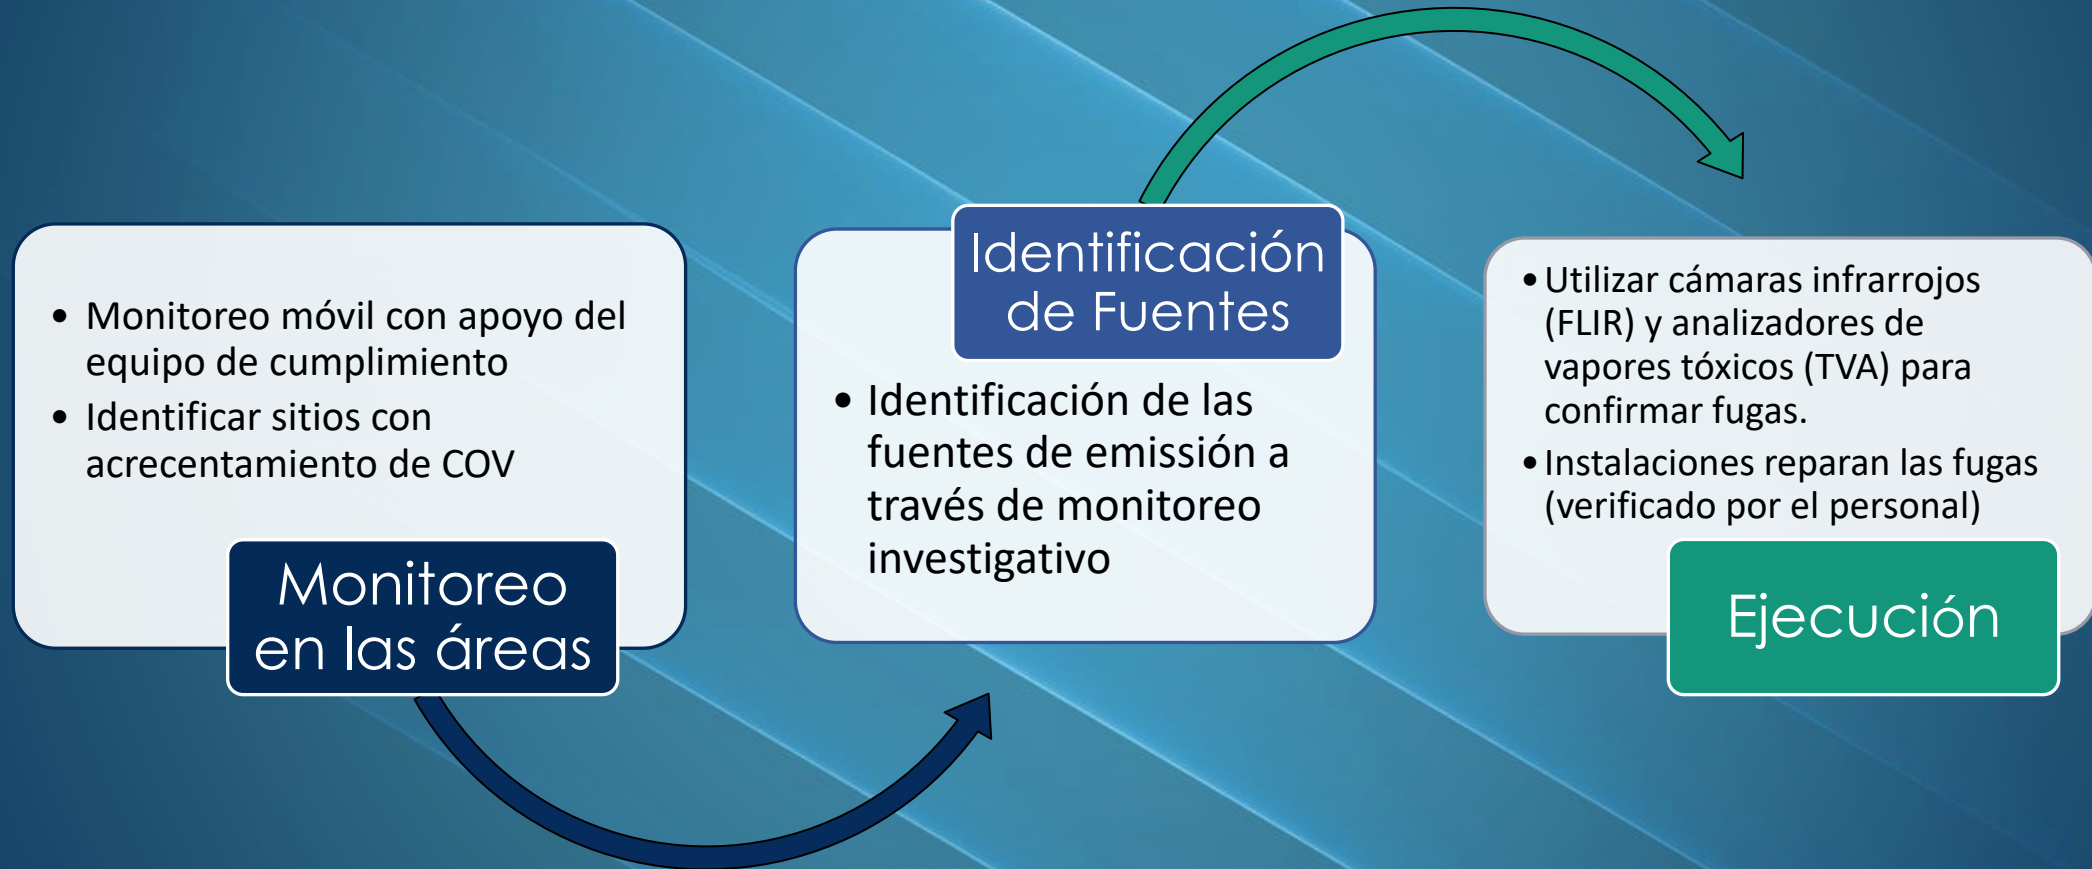 • Monitoreo móvil con apoyo del
equipo de cumplimiento
• Identificar sitios con
acrecentamiento de COV
Monitoreo
en las áreas
Identificación
de Fuentes
• Identificación de las
fuentes de emissión a
través de monitoreo
investigativo
• Utilizar cámaras infrarrojos
(FLIR) y analizadores de
vapores tóxicos (TVA) para
confirmar fugas.
• Instalaciones reparan las fugas
(verificado por el personal)
Ejecución